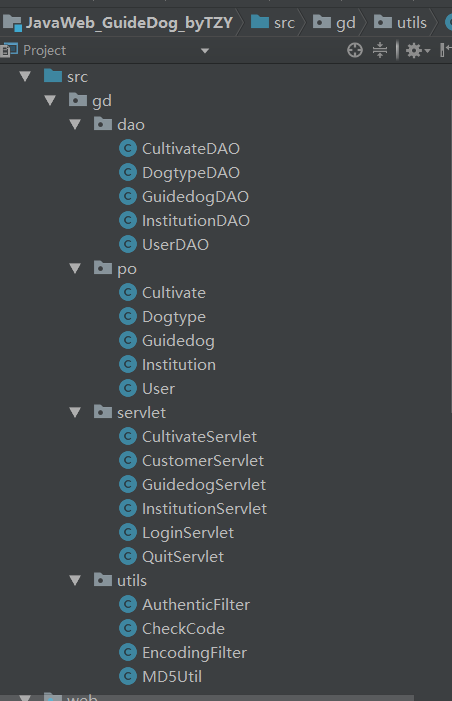 JavaWeb_GuideDog_byTZY src gd utils
Project
src
gd
dao
C CultivateDAO
C DogtypeDAO
C GuidedogDAO
C InstitutionDAO
C UserDAO
po
C Cultivate
C Dogtype
C Guidedog
C Institution
C User
servlet
C CultivateServlet
C CustomerServlet
C GuidedogServlet
C InstitutionServlet
C LoginServlet
C QuitServlet
utils
C AuthenticFilter
C CheckCode
C EncodingFilter
C MD5Util